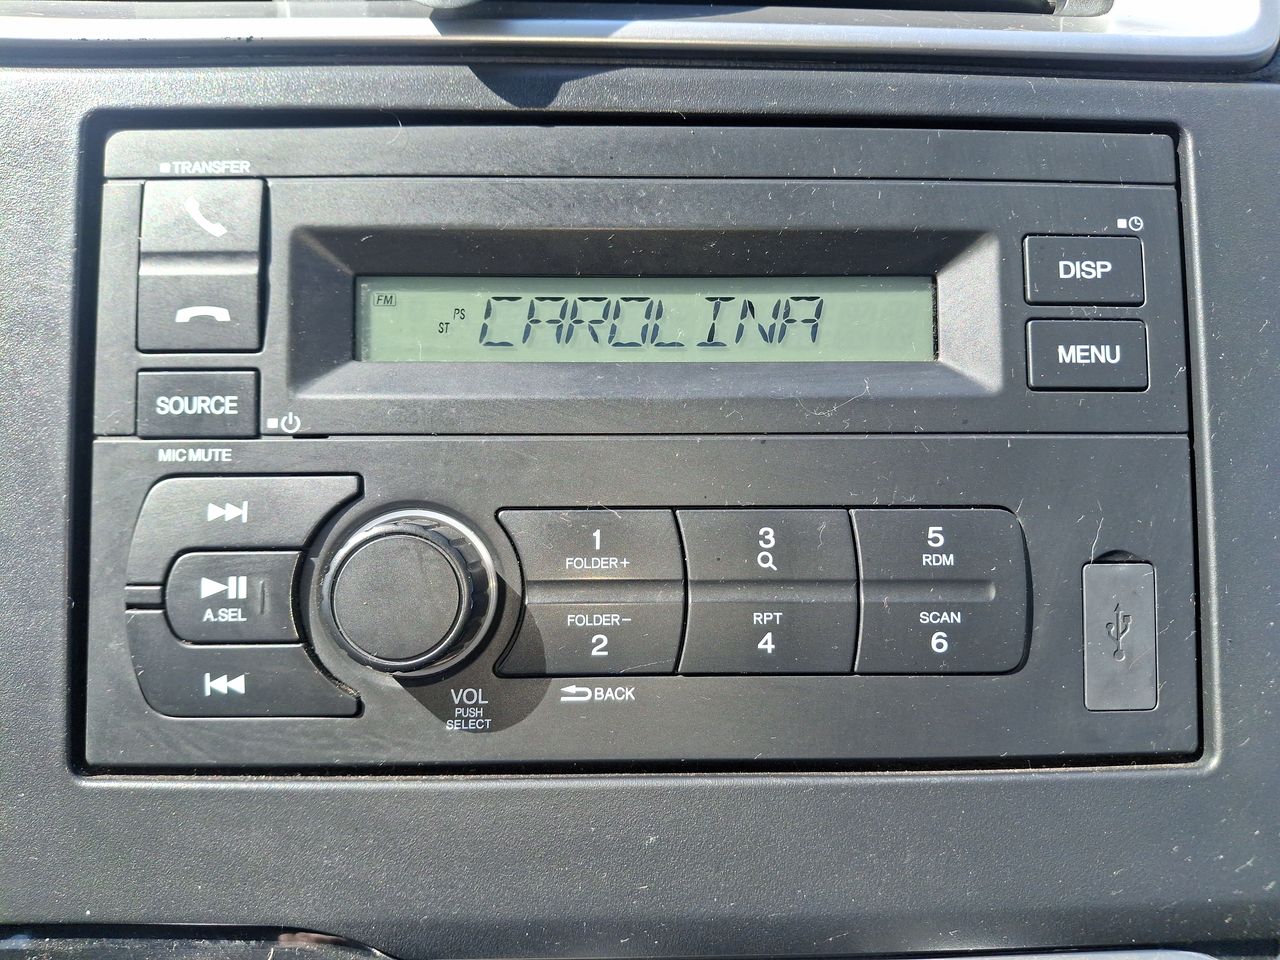 TRANSFER
DISP
FM
PS
ST
CAROLINA
MENU
SOURCE
MIC MUTE
A.SEL
VOL
PUSH
SELECT
1
FOLDER+
3
5
RDM
FOLDER-
2
RPT
4
SCAN
6
BACK